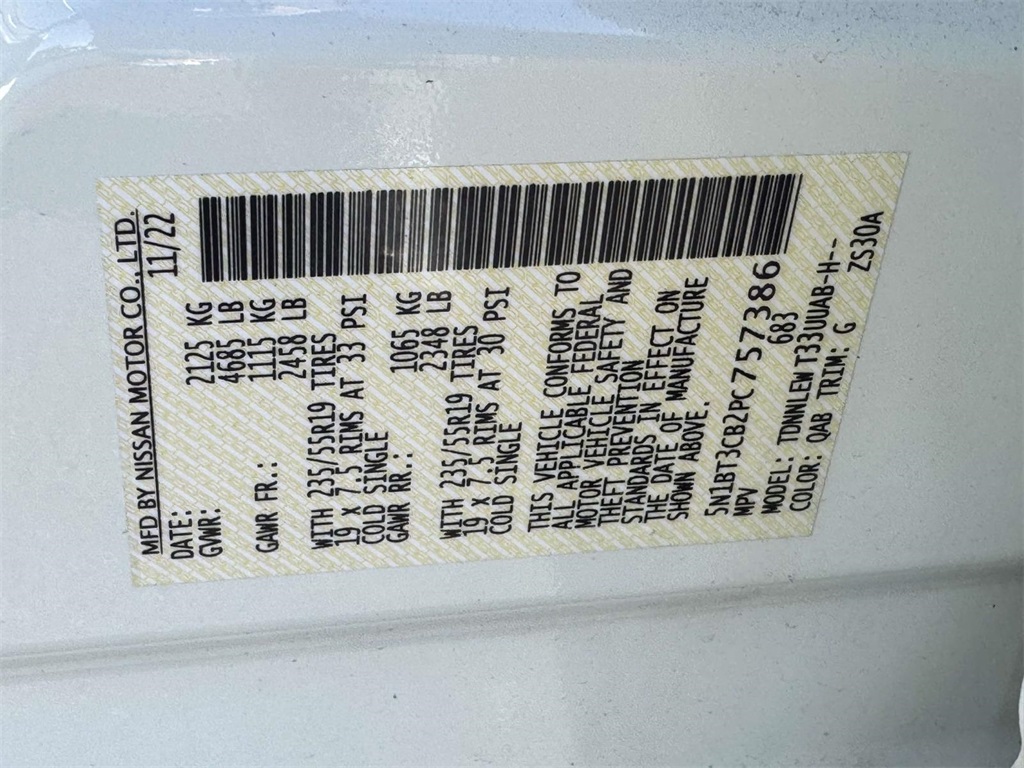 MFD BY NISSAN MOTOR CO., LTD.
DATE: 11/22
GVWR: 2125 KG
4685 LB
GAWR FR.: 1115 KG
2458 LB
WITH 235/55R19 TIRES
19 X 7.5 RIMS AT 33 PSI
COLD SINGLE
GAWR RR.: 1065 KG
2348 LB
WITH 235/55R19 TIRES
19 X 7.5 RIMS AT 30 PSI
COLD SINGLE
THIS VEHICLE CONFORMS TO
ALL APPLICABLE FEDERAL
MOTOR VEHICLE SAFETY AND
THEFT PREVENTION
STANDARDS IN EFFECT ON
THE DATE OF MANUFACTURE
SHOWN ABOVE.
5N1BT3CB2PC757386
MPV 683
MODEL: TDNNLEW T33UUAB-H--
COLOR: QAB TRIM: G ZS30A